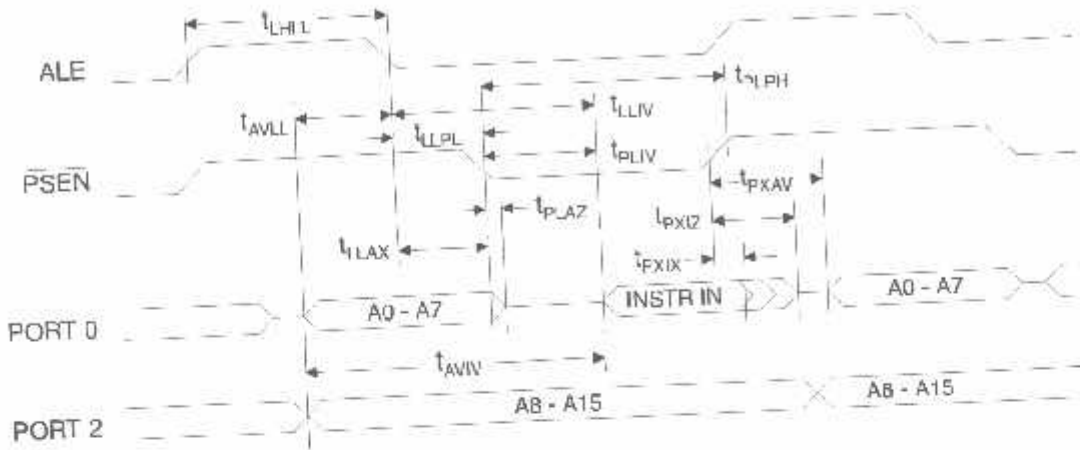 tLHLL
ALE
tPLPH
tAVLL
tLLIV
tLLPL
tPLIV
PSEN
tPXAV
tPLAZ
tPXIZ
tLLAX
tPXIX
PORT 0
A0 - A7
INSTR IN
A0 - A7
tAVIV
PORT 2
A8 - A15
A8 - A15